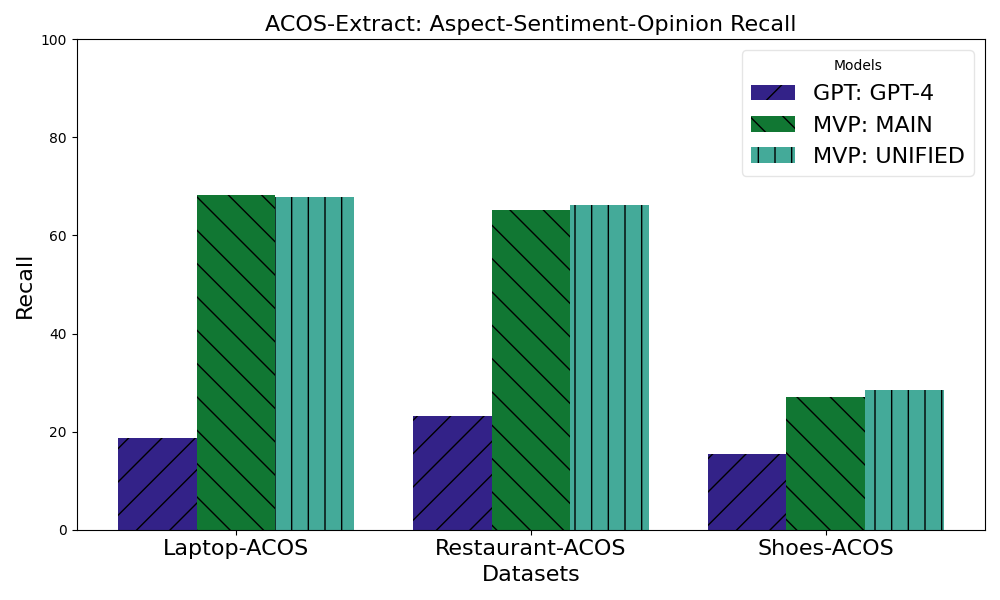 ACOS-Extract: Aspect-Sentiment-Opinion Recall
Models
GPT: GPT-4
MVP: MAIN
MVP: UNIFIED
Recall
100
80
60
40
20
0
Laptop-ACOS
Restaurant-ACOS
Shoes-ACOS
Datasets